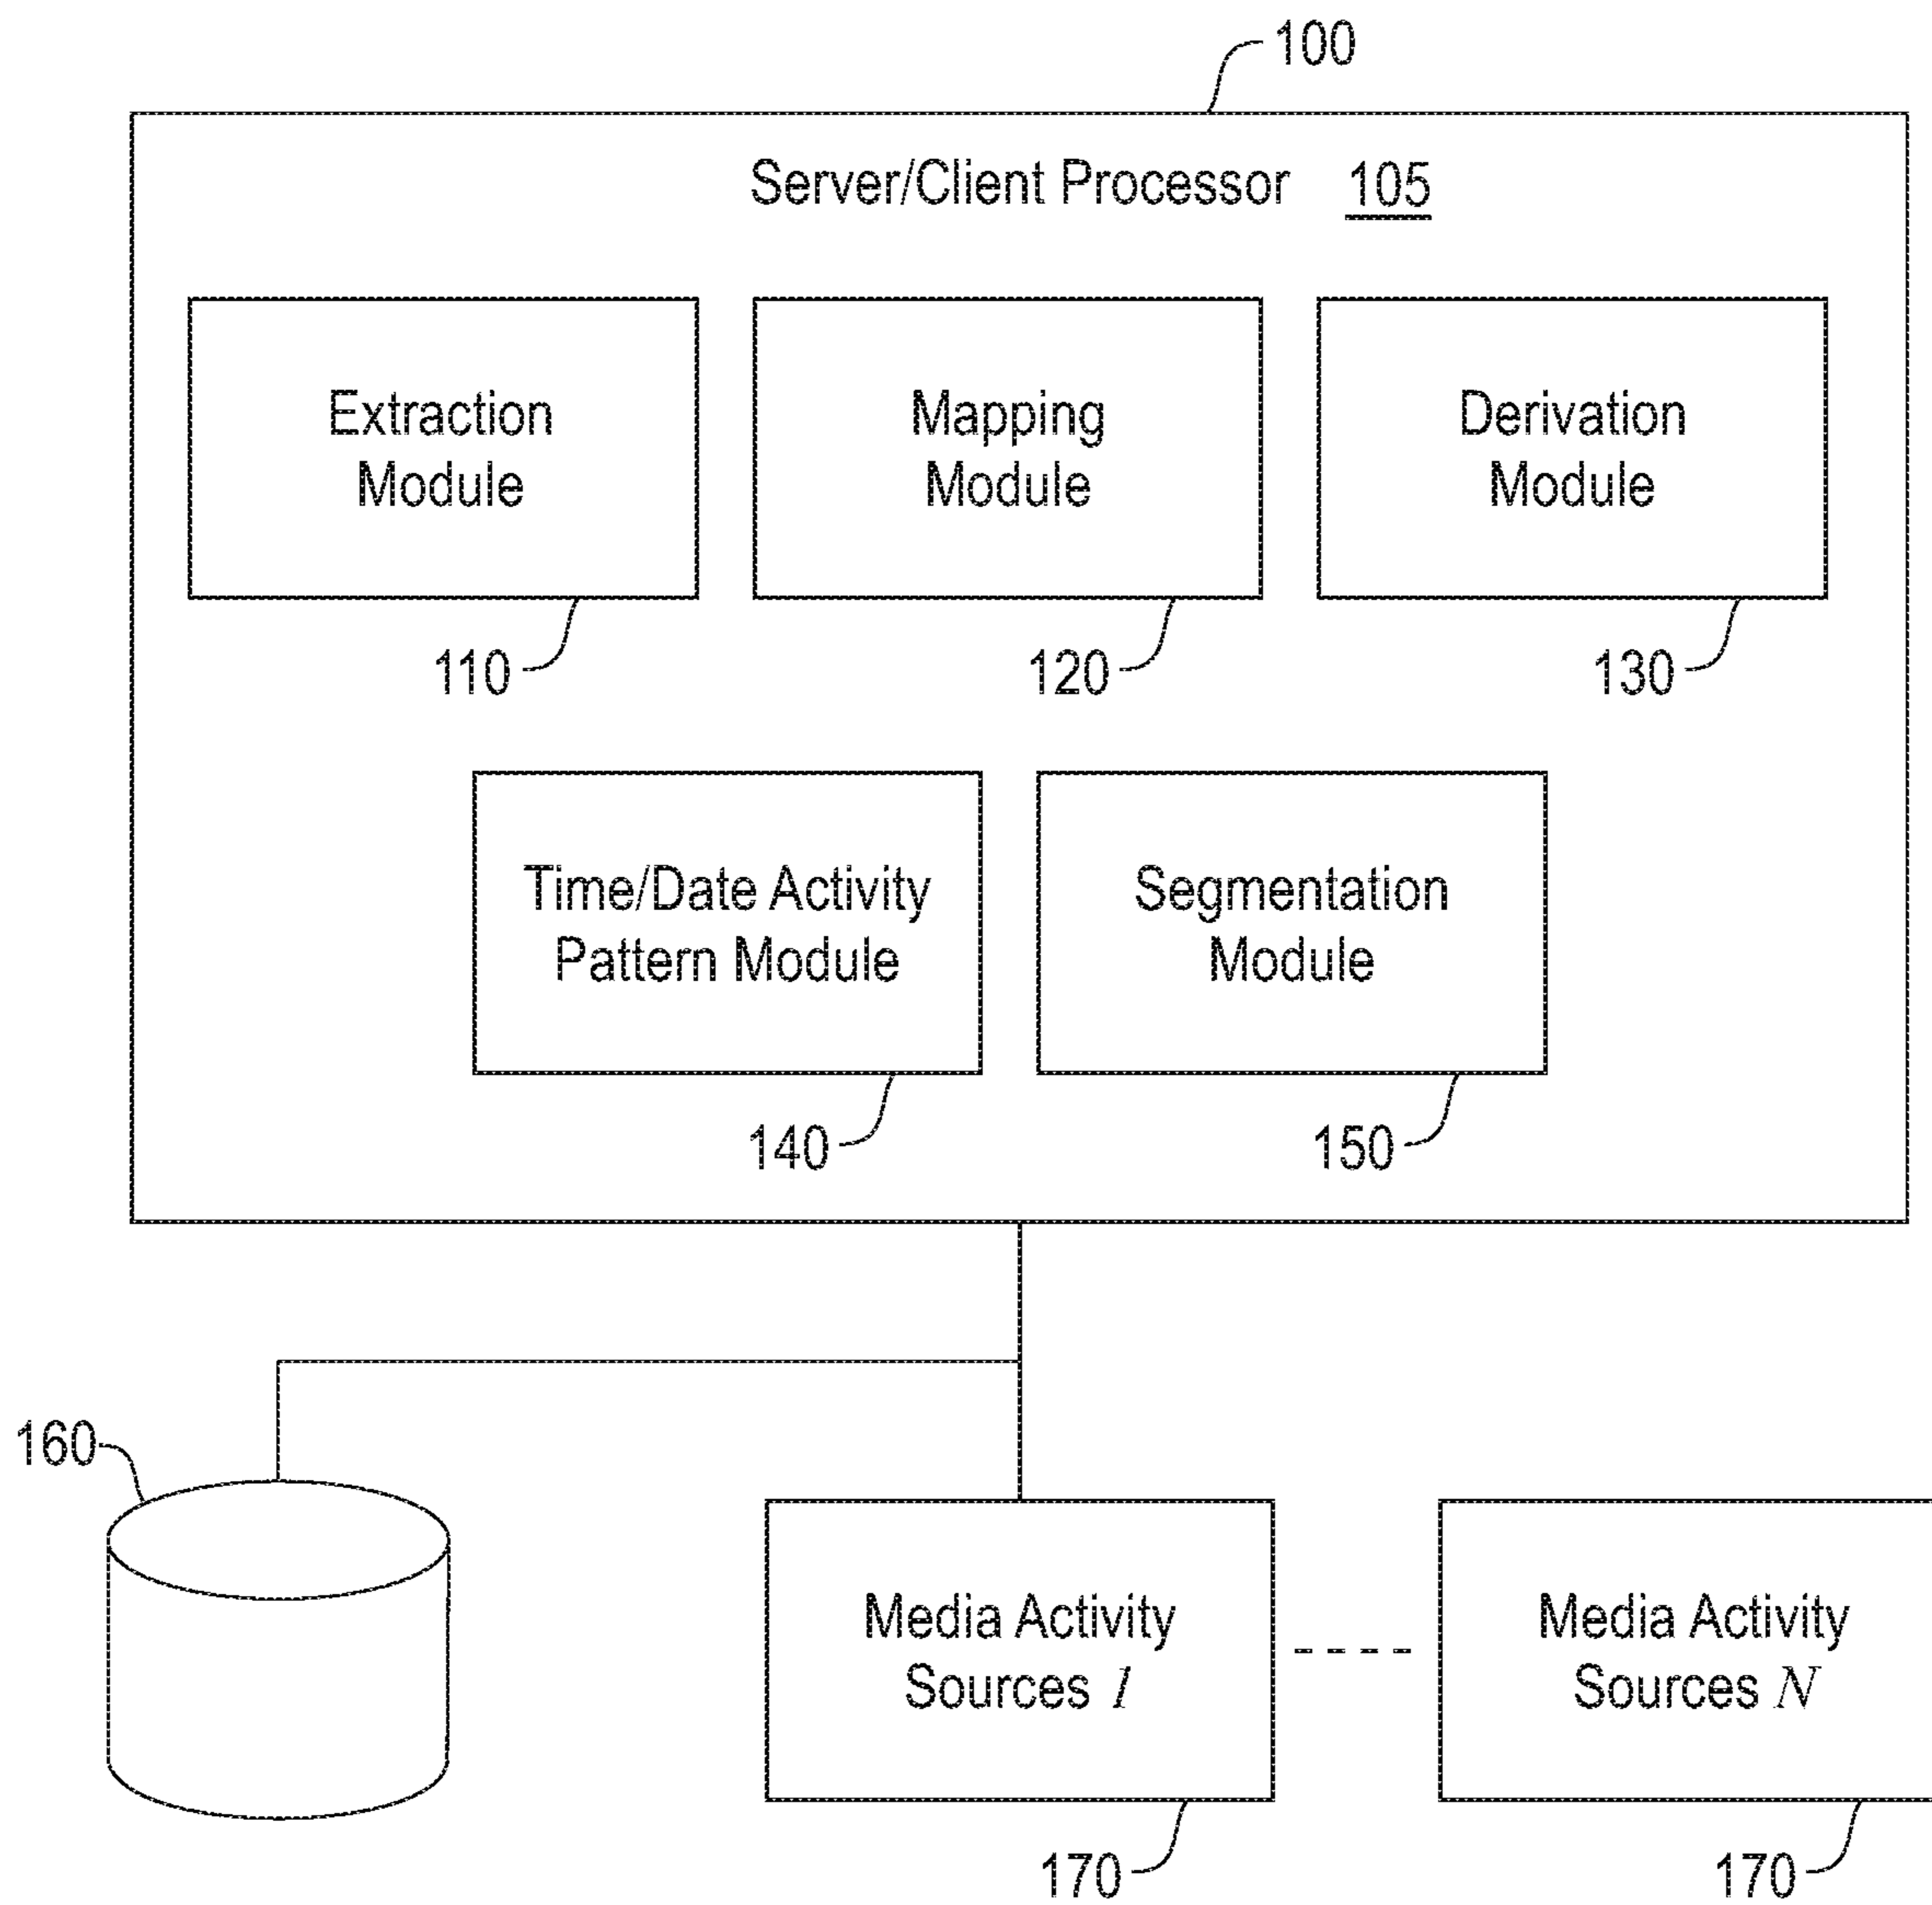 100
Server/Client Processor 105
Extraction
Module
110
Mapping
Module
120
Derivation
Module
130
Time/Date Activity
Pattern Module
140
Segmentation
Module
150
160
Media Activity
Sources 1
170
Media Activity
Sources N
170